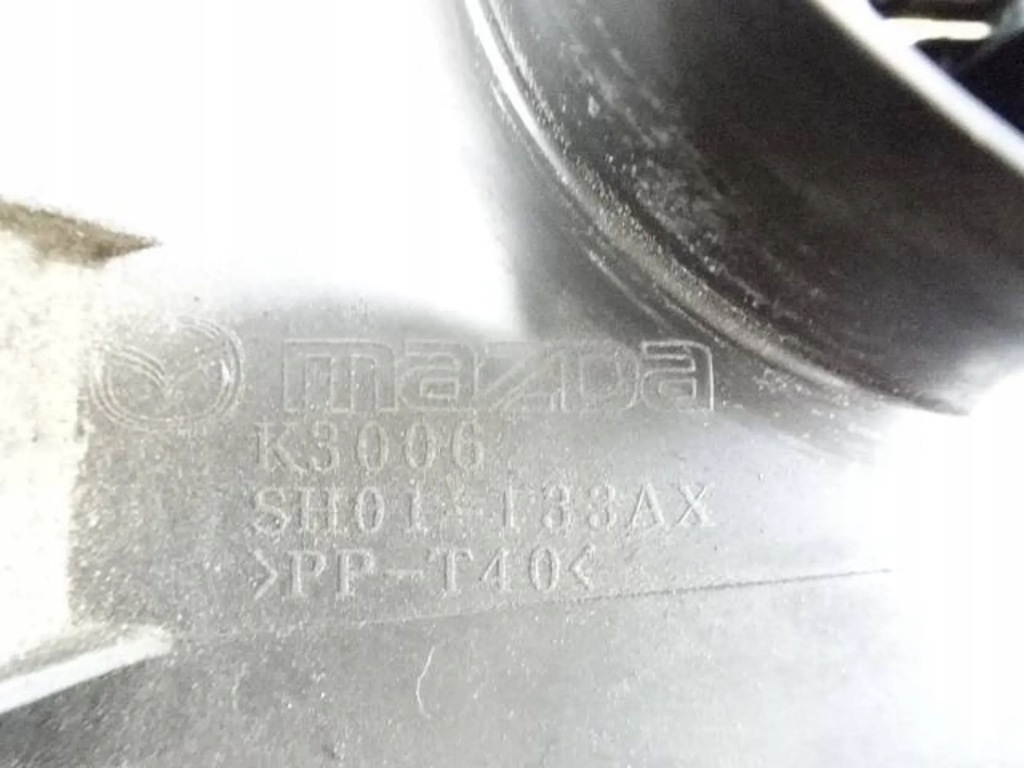 mazda
K3006
SH01-133AX
>PP-T40<